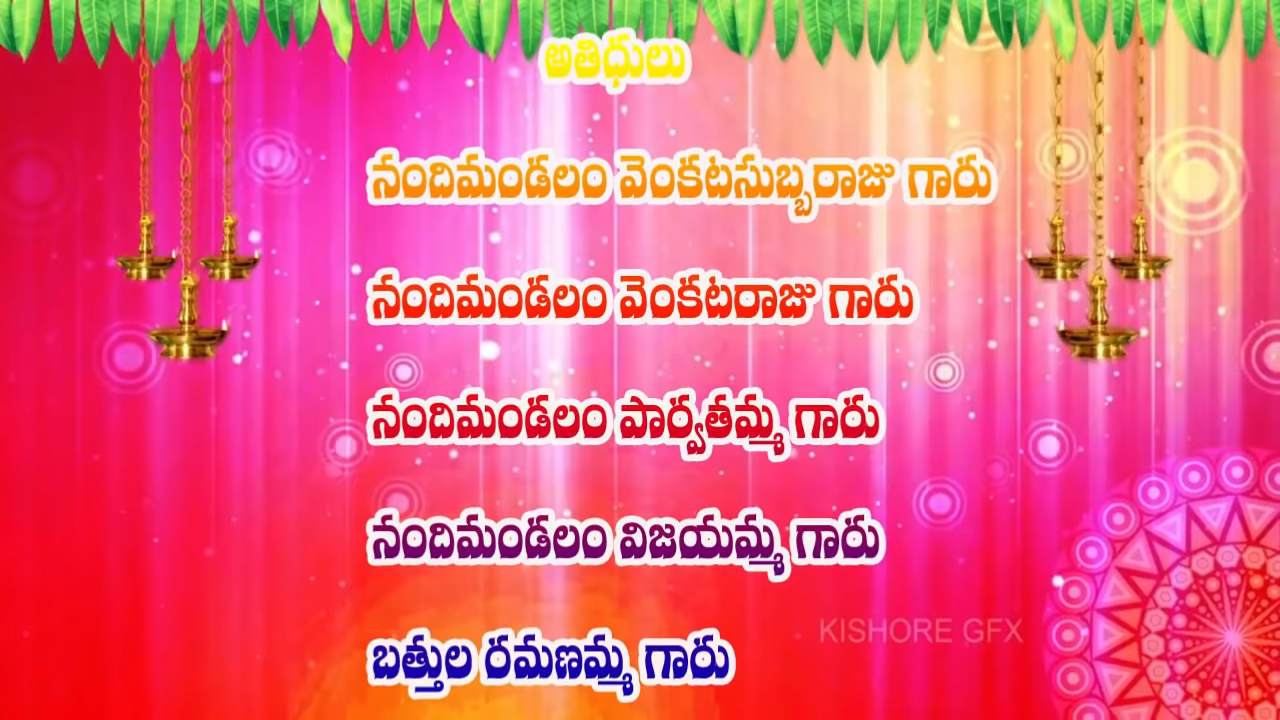 అతిధులు
నందిమండలం వెంకటసుబ్బరాజు గారు
నందిమండలం వెంకటరాజు గారు
నందిమండలం పార్వతమ్మ గారు
నందిమండలం విజయమ్మ గారు
KISHORE GFX
బత్తుల రమణమ్మ గారు